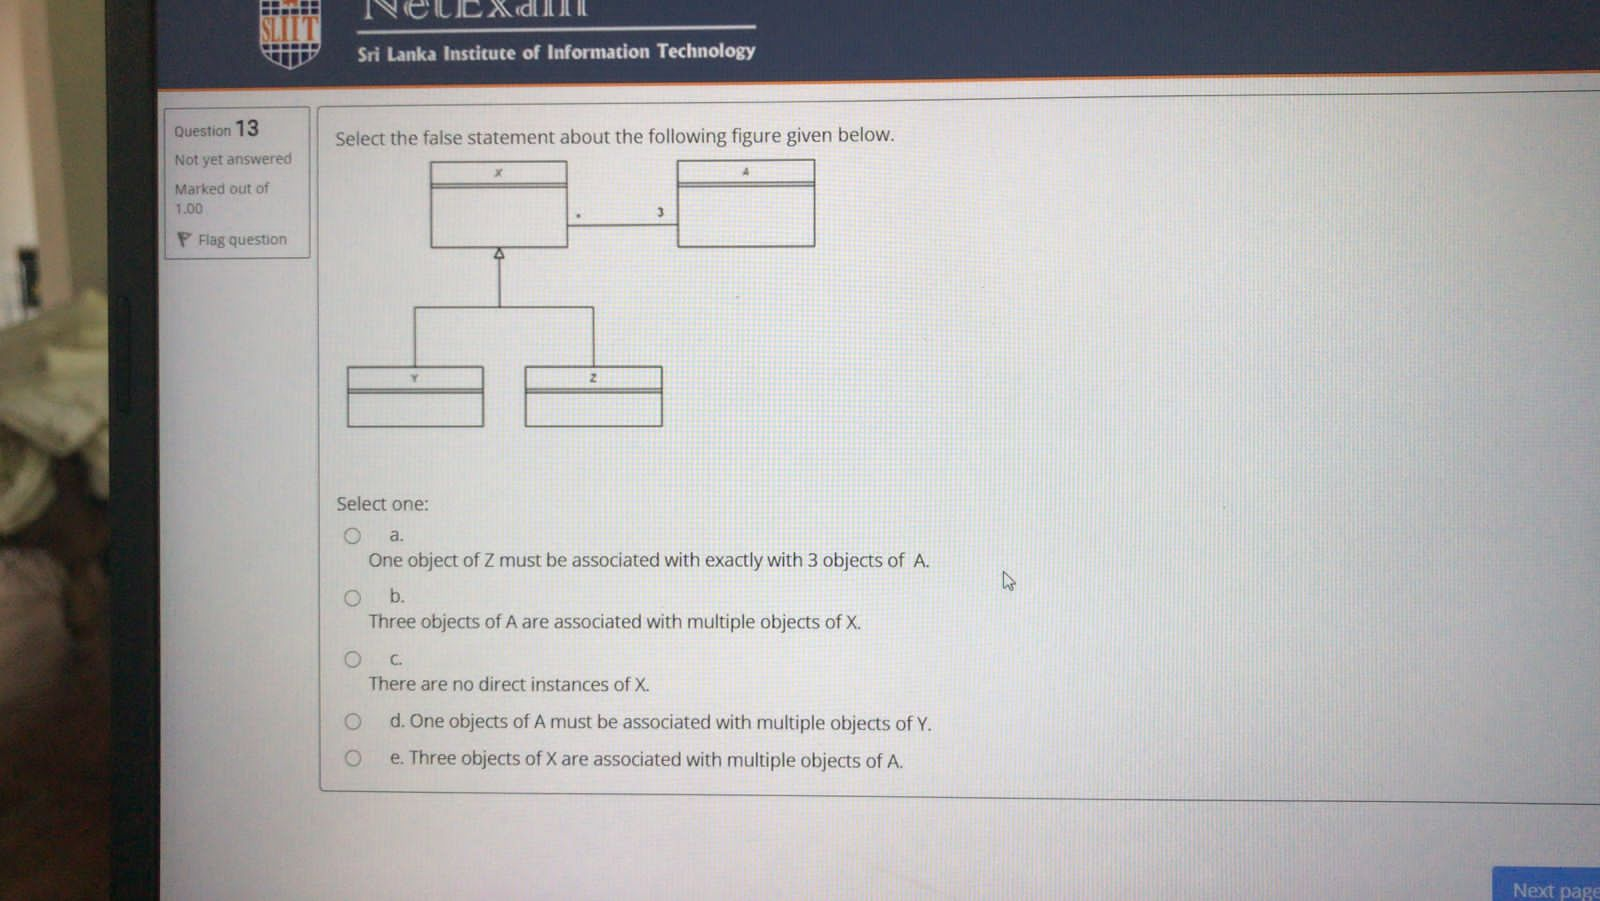 SLIIT
NetExam
Sri Lanka Institute of Information Technology
Question 13
Not yet answered
Marked out of
1.00
Flag question
Select the false statement about the following figure given below.
X
A
*
3
Y
Z
Select one:
a.
One object of Z must be associated with exactly with 3 objects of A.
b.
Three objects of A are associated with multiple objects of X.
c.
There are no direct instances of X.
d. One objects of A must be associated with multiple objects of Y.
e. Three objects of X are associated with multiple objects of A.
Next page